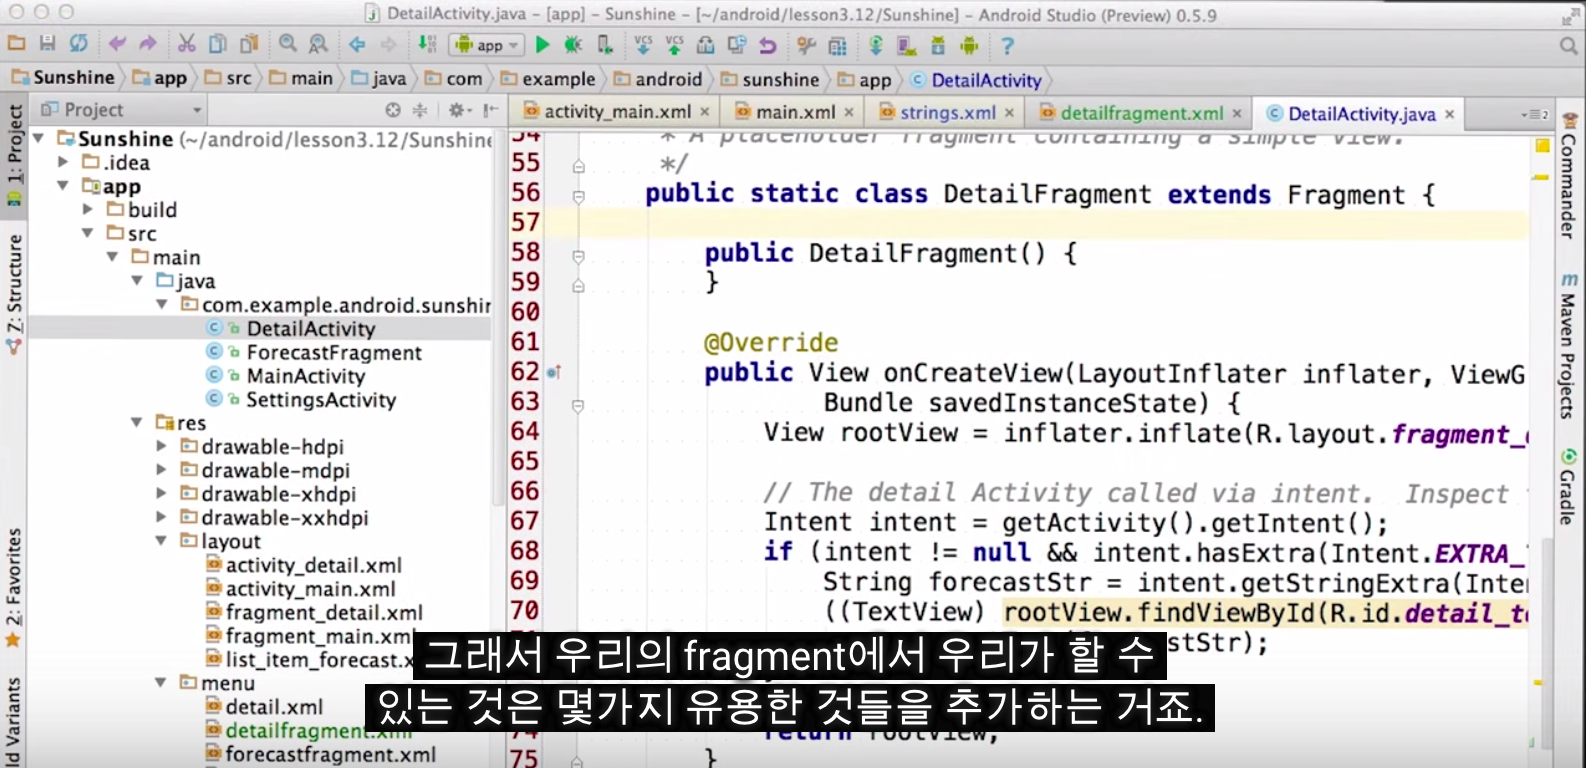 DetailActivity.java – [app] – Sunshine – [~/android/lesson3.12/Sunshine] – Android Studio (Preview) 0.5.9
app
Sunshine app src main java com example android sunshine app DetailActivity
Project
activity_main.xml main.xml strings.xml detailfragment.xml DetailActivity.java
1: Project
7: Structure
2: Favorites
ld Variants
Sunshine (~/android/lesson3.12/Sunshine
.idea
app
build
src
main
java
com.example.android.sunshin
DetailActivity
ForecastFragment
MainActivity
SettingsActivity
res
drawable-hdpi
drawable-mdpi
drawable-xhdpi
drawable-xxhdpi
layout
activity_detail.xml
activity_main.xml
fragment_detail.xml
fragment_main.xml
list_item_forecast.x
menu
detail.xml
detailfragment.xml
forecastfragment.xml
54 * A placeholder fragment containing a simple view.
55 */
56 public static class DetailFragment extends Fragment {
57
58 public DetailFragment() {
59 }
60
61 @Override
62 public View onCreateView(LayoutInflater inflater, ViewG
63 Bundle savedInstanceState) {
64 View rootView = inflater.inflate(R.layout.fragment_d
65
66 // The detail Activity called via intent. Inspect
67 Intent intent = getActivity().getIntent();
68 if (intent != null && intent.hasExtra(Intent.EXTRA_
69 String forecastStr = intent.getStringExtra(Inten
70 ((TextView) rootView.findViewById(R.id.detail_te
stStr);
74 return rootView;
75 }
Commander
Maven Projects
Gradle
그래서 우리의 fragment에서 우리가 할 수
있는 것은 몇가지 유용한 것들을 추가하는 거죠.